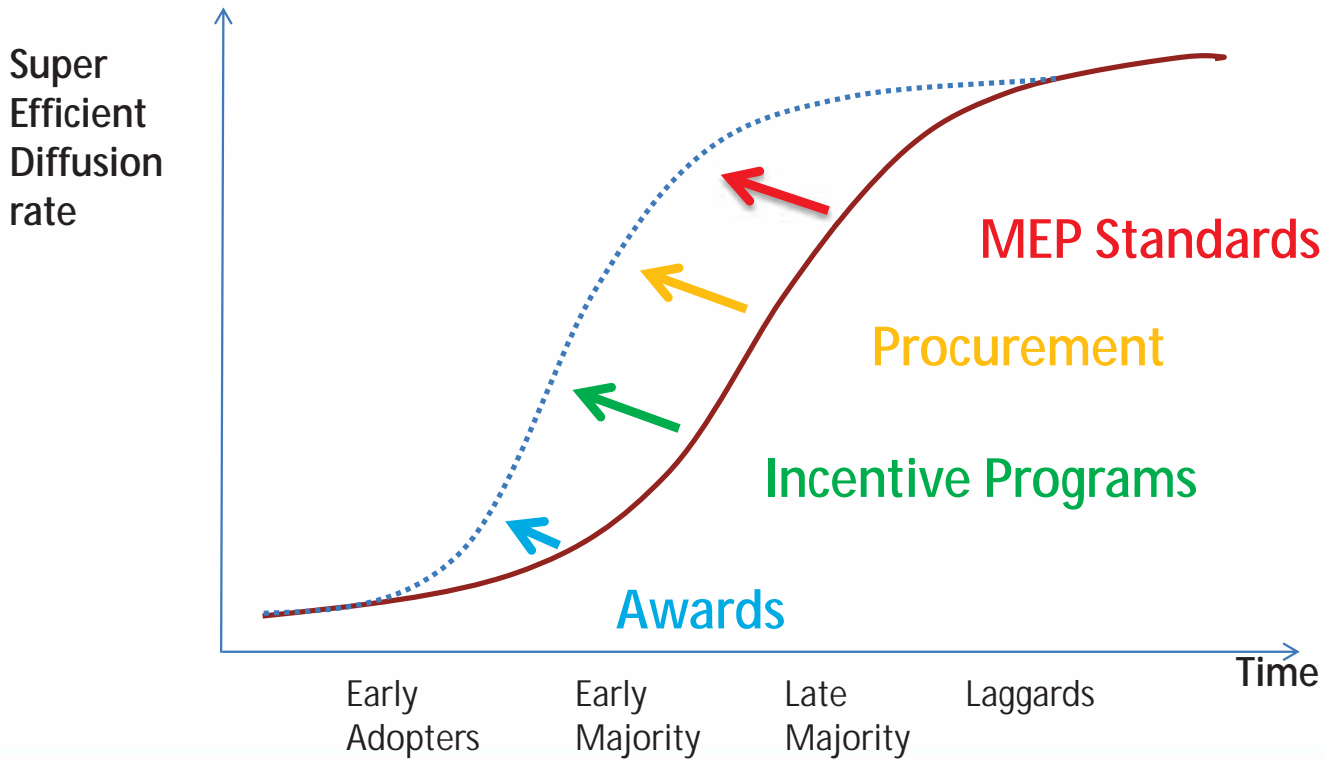 Super
Efficient
Diffusion
rate
MEP Standards
Procurement
Incentive Programs
Awards
Time
Early
Adopters
Early
Majority
Late
Majority
Laggards